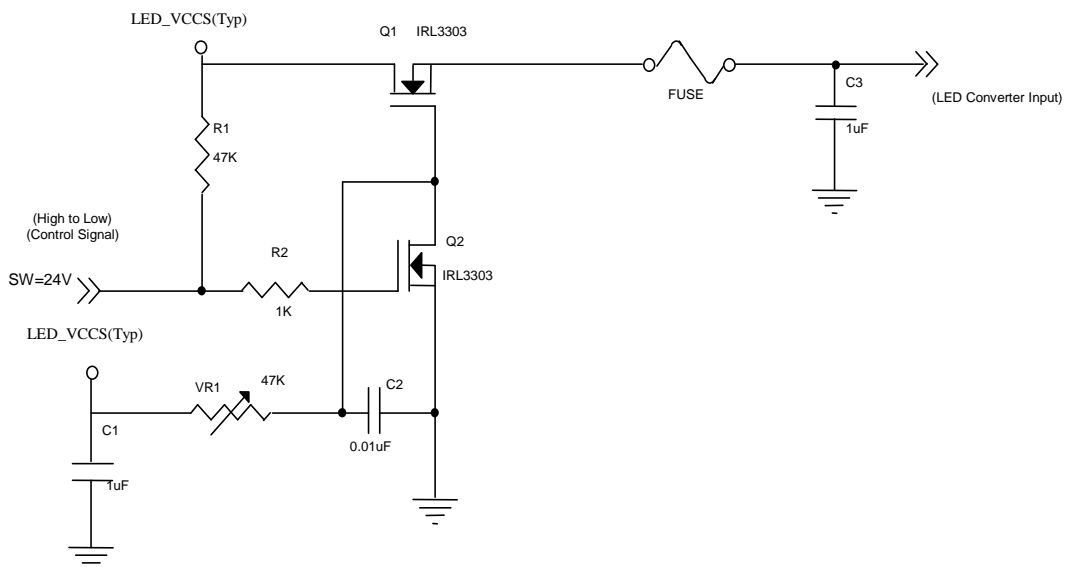 LED_VCCS(Typ)
Q1 IRL3303
FUSE
C3
(LED Converter Input)
1uF
R1
47K
(High to Low)
(Control Signal)
R2
Q2
SW=24V
IRL3303
1K
LED_VCCS(Typ)
VR1
47K
C2
C1
0.01uF
1uF